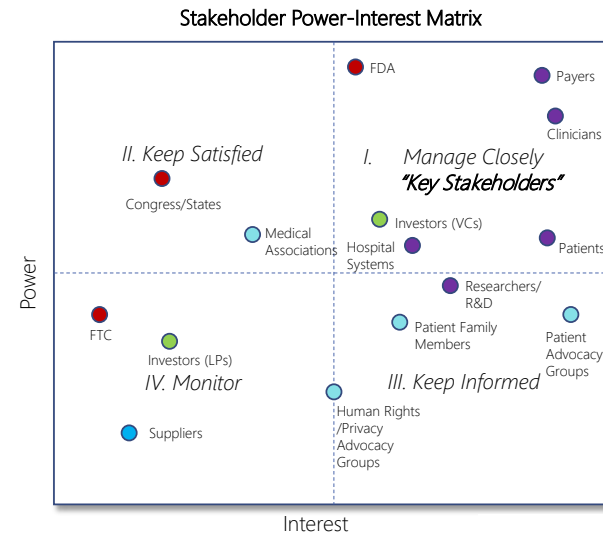 Stakeholder Power-Interest Matrix
FDA
Payers
Clinicians
II. Keep Satisfied
I. Manage Closely
"Key Stakeholders"
Congress/States
Investors (VCs)
Medical
Associations
Hospital
Systems
Patients
Power
Researchers/
R&D
FTC
Patient Family
Members
Patient
Advocacy
Groups
Investors (LPs)
IV. Monitor
III. Keep Informed
Human Rights
/Privacy
Advocacy
Groups
Suppliers
Interest